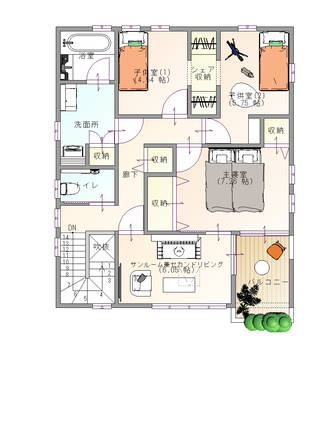 浴室
子供室(1)
(4.54 帖)
シェア
収納
子供室(2)
(5.75 帖)
洗面所
収納
収納
廊下
収納
主寝室
(7.26 帖)
トイレ
収納
DN
吹抜
サンルーム兼セカンドリビング
(6.05 帖)
バルコニー
14
13
12
11
10
9
8
7
6
5
4
3
2
1